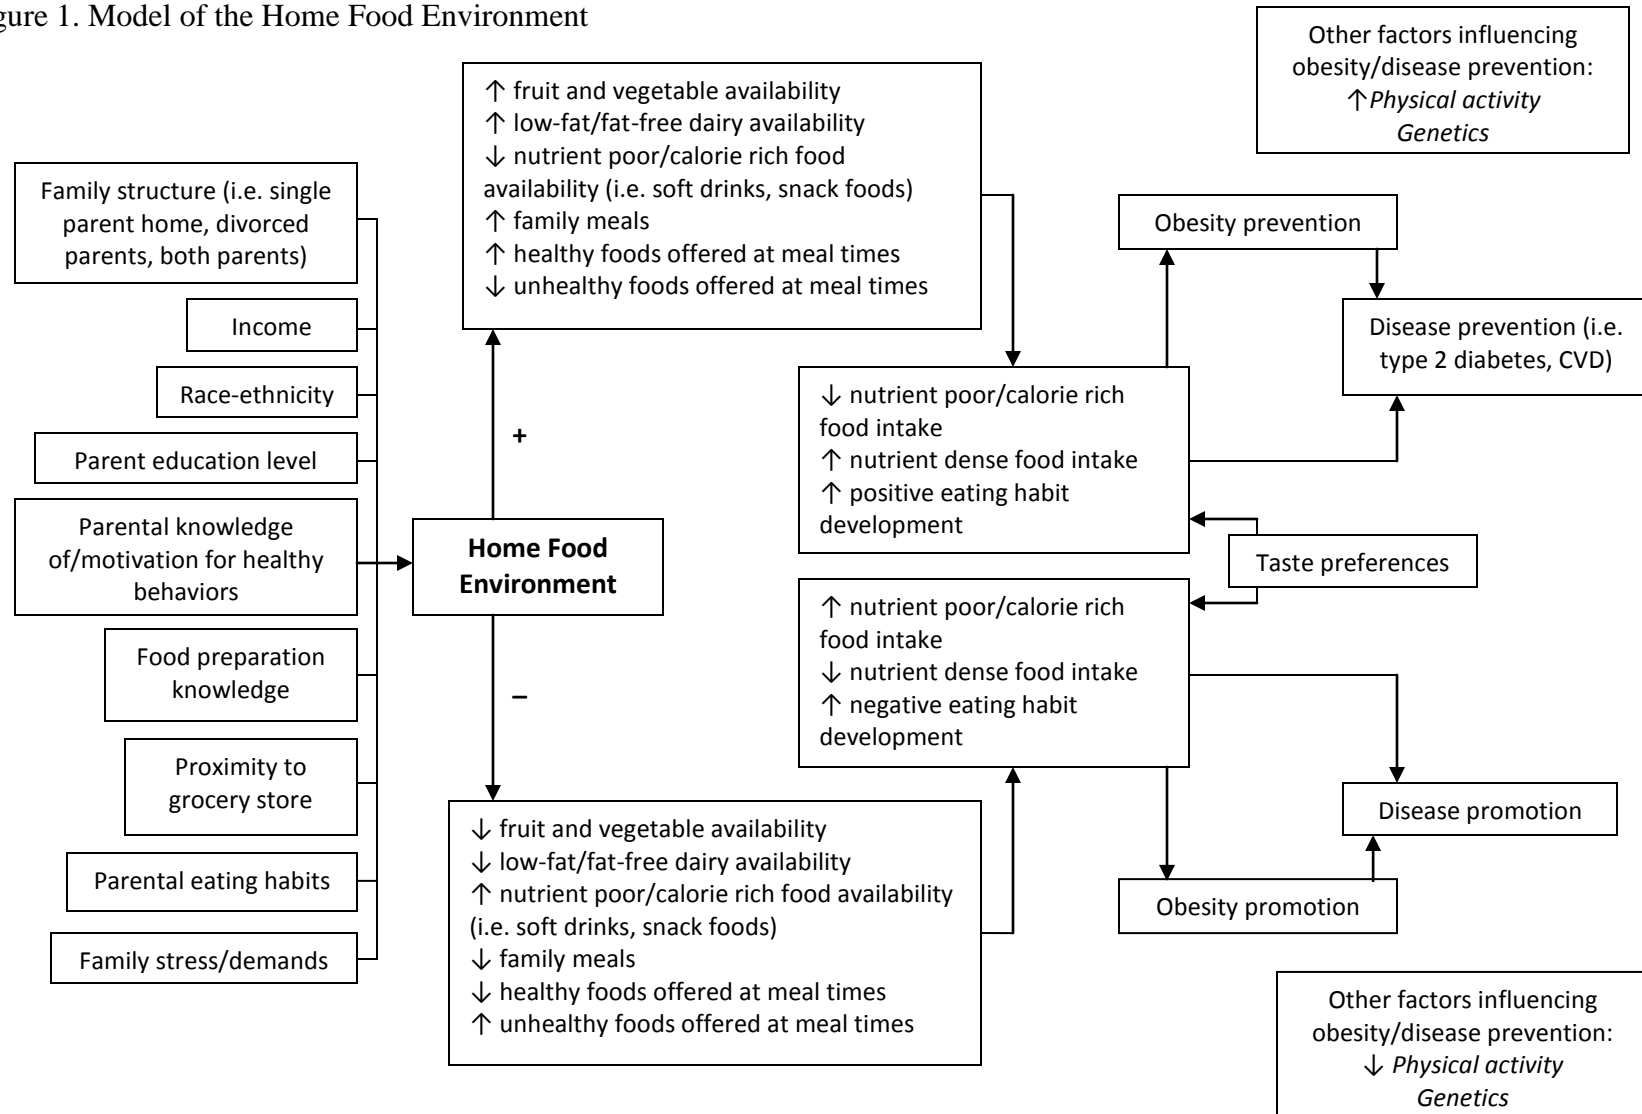 gure 1. Model of the Home Food Environment
Other factors influencing
obesity/disease prevention:
↑Physical activity
Genetics
↑ fruit and vegetable availability
↑ low-fat/fat-free dairy availability
↓ nutrient poor/calorie rich food
availability (i.e. soft drinks, snack foods)
↑ family meals
↑ healthy foods offered at meal times
↓ unhealthy foods offered at meal times
Family structure (i.e. single
parent home, divorced
parents, both parents)
Income
Race-ethnicity
Parent education level
Parental knowledge
of/motivation for healthy
behaviors
Food preparation
knowledge
Proximity to
grocery store
Parental eating habits
Family stress/demands
+
Home Food
Environment
–
Obesity prevention
Disease prevention (i.e.
type 2 diabetes, CVD)
↓ nutrient poor/calorie rich
food intake
↑ nutrient dense food intake
↑ positive eating habit
development
Taste preferences
↑ nutrient poor/calorie rich
food intake
↓ nutrient dense food intake
↑ negative eating habit
development
Disease promotion
Obesity promotion
↓ fruit and vegetable availability
↓ low-fat/fat-free dairy availability
↑ nutrient poor/calorie rich food availability
(i.e. soft drinks, snack foods)
↓ family meals
↓ healthy foods offered at meal times
↑ unhealthy foods offered at meal times
Other factors influencing
obesity/disease prevention:
↓ Physical activity
Genetics